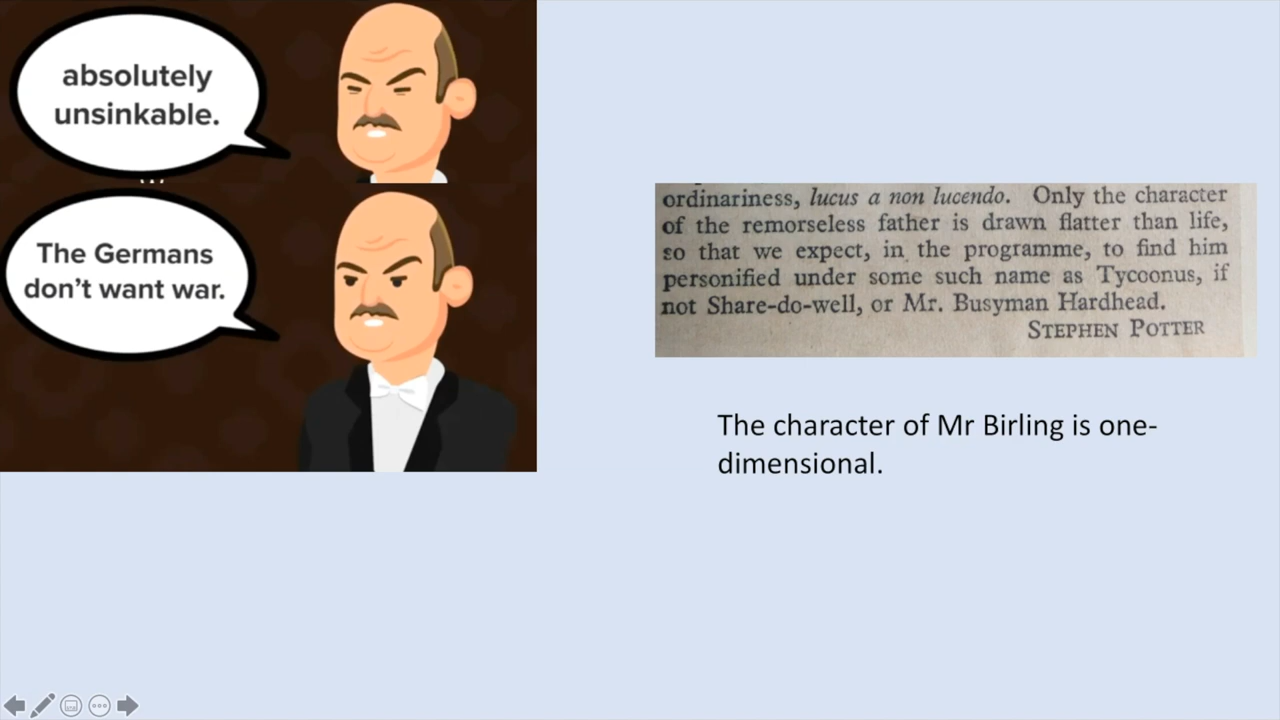 absolutely
unsinkable.
The Germans
don't want war.
ordinariness, lucus a non lucendo. Only the character
of the remorseless father is drawn flatter than life,
so that we expect, in the programme, to find him
personified under some such name as Tycoonus, if
not Share-do-well, or Mr. Busyman Hardhead.
STEPHEN POTTER
The character of Mr Birling is one-
dimensional.